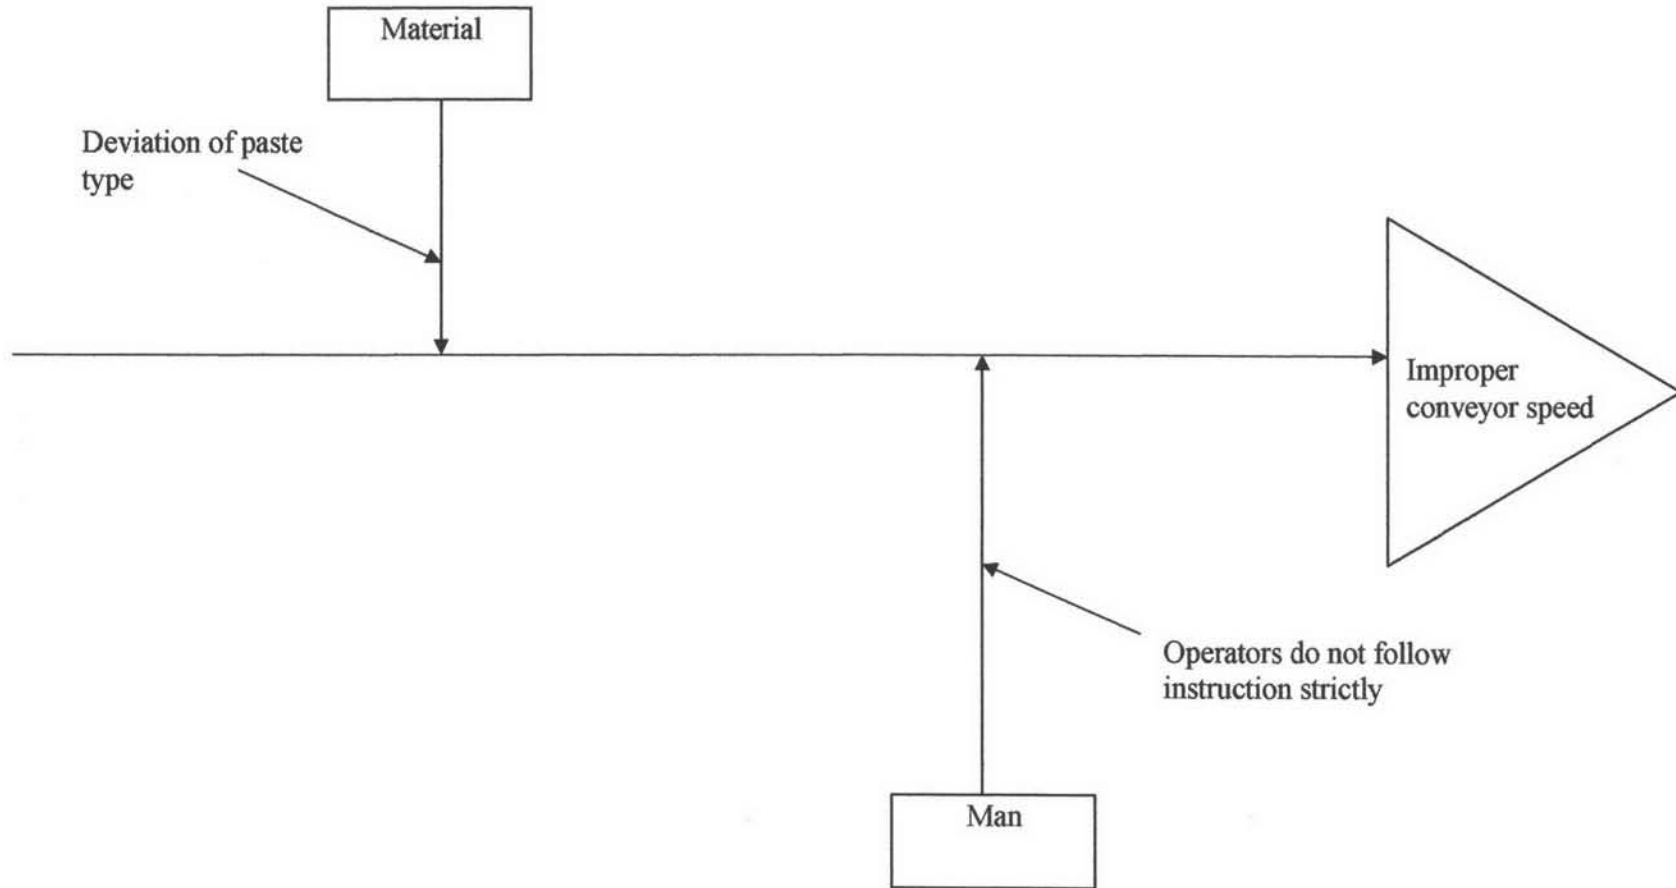 Material
Deviation of paste
type
Improper
conveyor speed
Operators do not follow
instruction strictly
Man